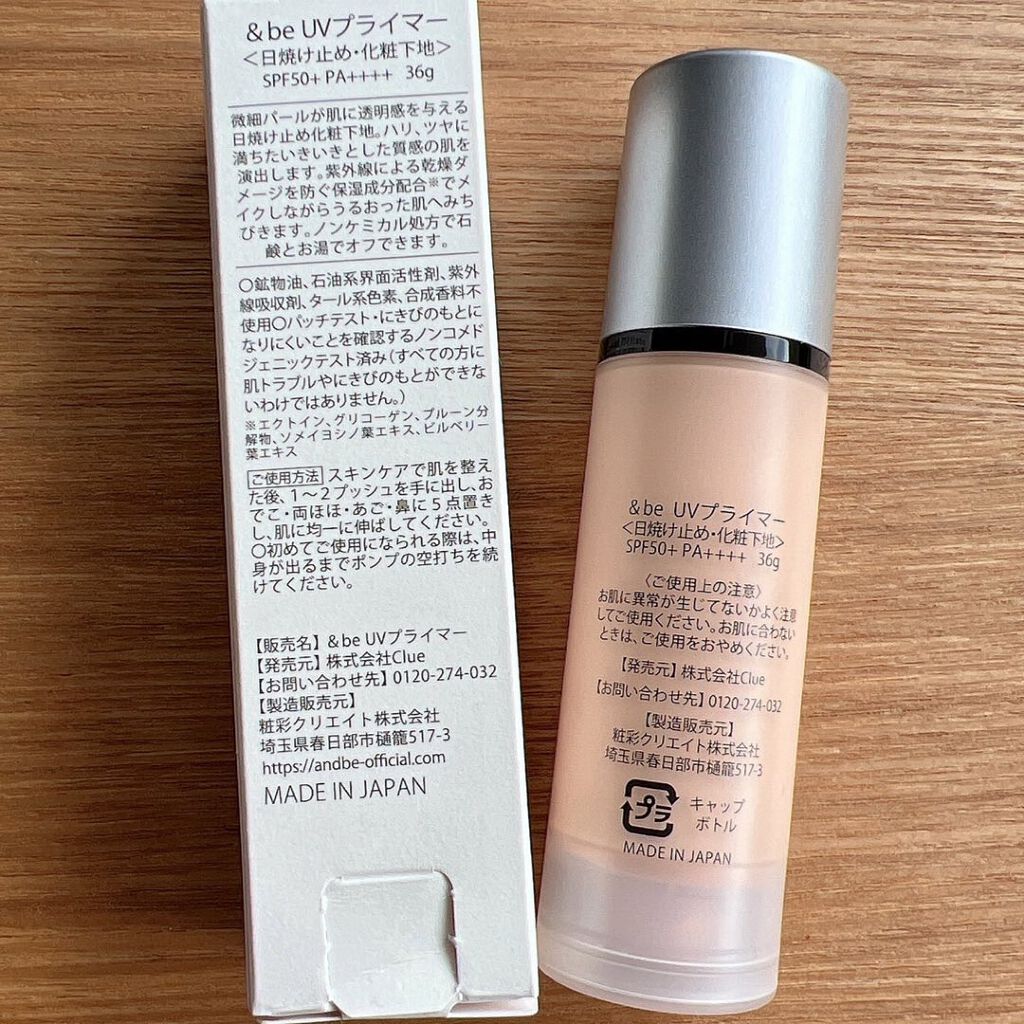 &be UVプライマー
<日焼け止め・化粧下地>
SPF50+ PA++++ 36g
微細パールが肌に透明感を与える
日焼け止め化粧下地。ハリ、ツヤに
満ちたいきいきとした質感の肌を
演出します。紫外線による乾燥ダ
メージを防ぐ保湿成分配合※でメ
イクしながらうるおった肌へみち
びきます。ノンケミカル処方で石
鹸とお湯でオフできます。
〇鉱物油、石油系界面活性剤、紫外
線吸収剤、タール系色素、合成香料不
使用〇パッチテスト・にきびのもとに
なりにくいことを確認するノンコメド
ジェニックテスト済み(すべての方に
肌トラブルやにきびのもとができな
いわけではありません。)
※エクトイン、グリコーゲン、プルーン分
解物、ソメイヨシノ葉エキス、ビルベリー
葉エキス
ご使用方法 スキンケアで肌を整え
た後、1～2プッシュを手に出し、お
でこ・両ほほ・あご・鼻に5点置き
し、肌に均一に伸ばしてください。
〇初めてご使用になられる際は、中
身が出るまでポンプの空打ちを続
けてください。
【販売名】&be UVプライマー
【発売元】株式会社Clue
【お問い合わせ先】0120-274-032
【製造販売元】
粧彩クリエイト株式会社
埼玉県春日部市樋籠517-3
https://andbe-official.com
MADE IN JAPAN
&be UVプライマー
<日焼け止め・化粧下地>
SPF50+ PA++++ 36g
〈ご使用上の注意〉
お肌に異常が生じてないかよく注意
してご使用ください。お肌に合わない
ときは、ご使用をおやめください。
【発売元】株式会社Clue
【お問い合わせ先】0120-274-032
【製造販売元】
粧彩クリエイト株式会社
埼玉県春日部市樋籠517-3
プラ キャップ
ボトル
MADE IN JAPAN